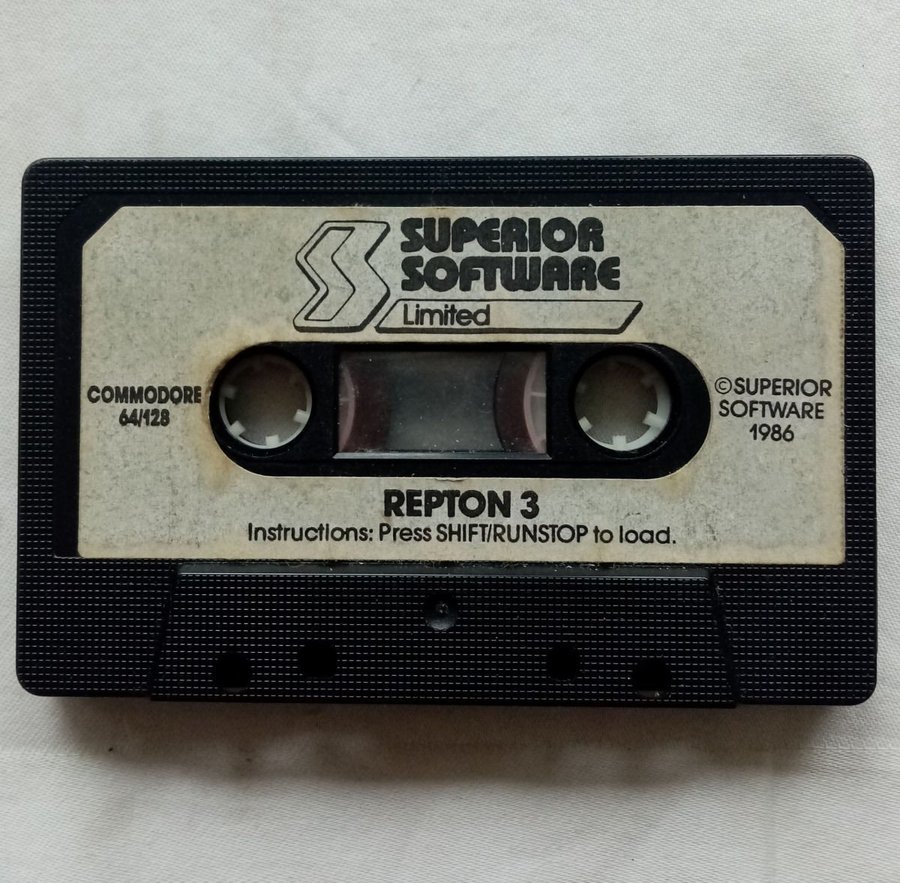 SUPERIOR
SOFTWARE
Limited
COMMODORE
64/128
©SUPERIOR
SOFTWARE
1986
REPTON 3
Instructions: Press SHIFT/RUNSTOP to load.